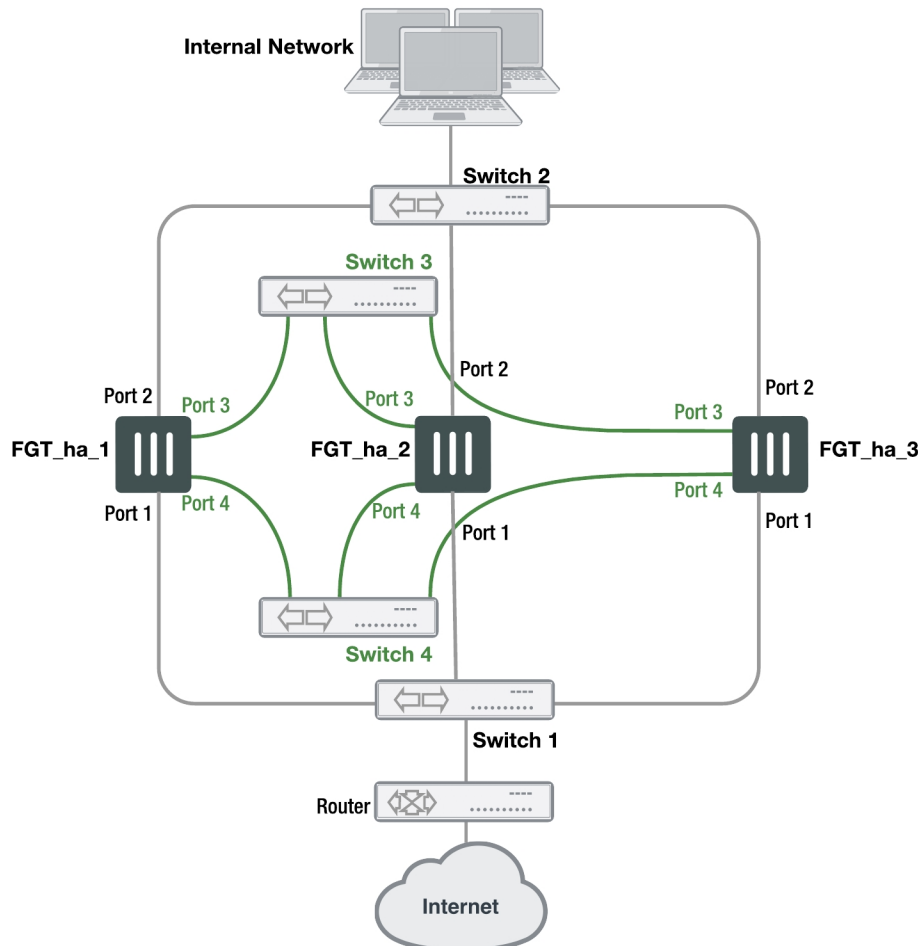 Internal Network
Switch 2
Switch 3
Port 2
Port 2
Port 2
Port 3
Port 3
Port 3
FGT_ha_1
FGT_ha_2
FGT_ha_3
Port 1
Port 4
Port 4
Port 4
Port 1
Port 1
Switch 4
Switch 1
Router
Internet